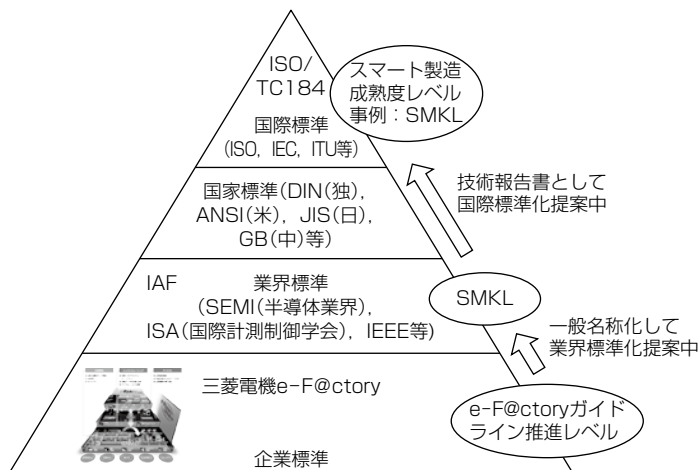 ISO/
TC184
国際標準
(ISO, IEC, ITU等)
スマート製造
成熟度レベル
事例：SMKL
技術報告書として
国際標準化提案中
国家標準(DIN(独),
ANSI(米), JIS(日),
GB(中)等)
IAF 業界標準
(SEMI(半導体業界),
ISA(国際計測制御学会), IEEE等)
SMKL
一般名称化して
業界標準化提案中
三菱電機e-F@ctory
企業標準
e-F@ctoryガイド
ライン推進レベル